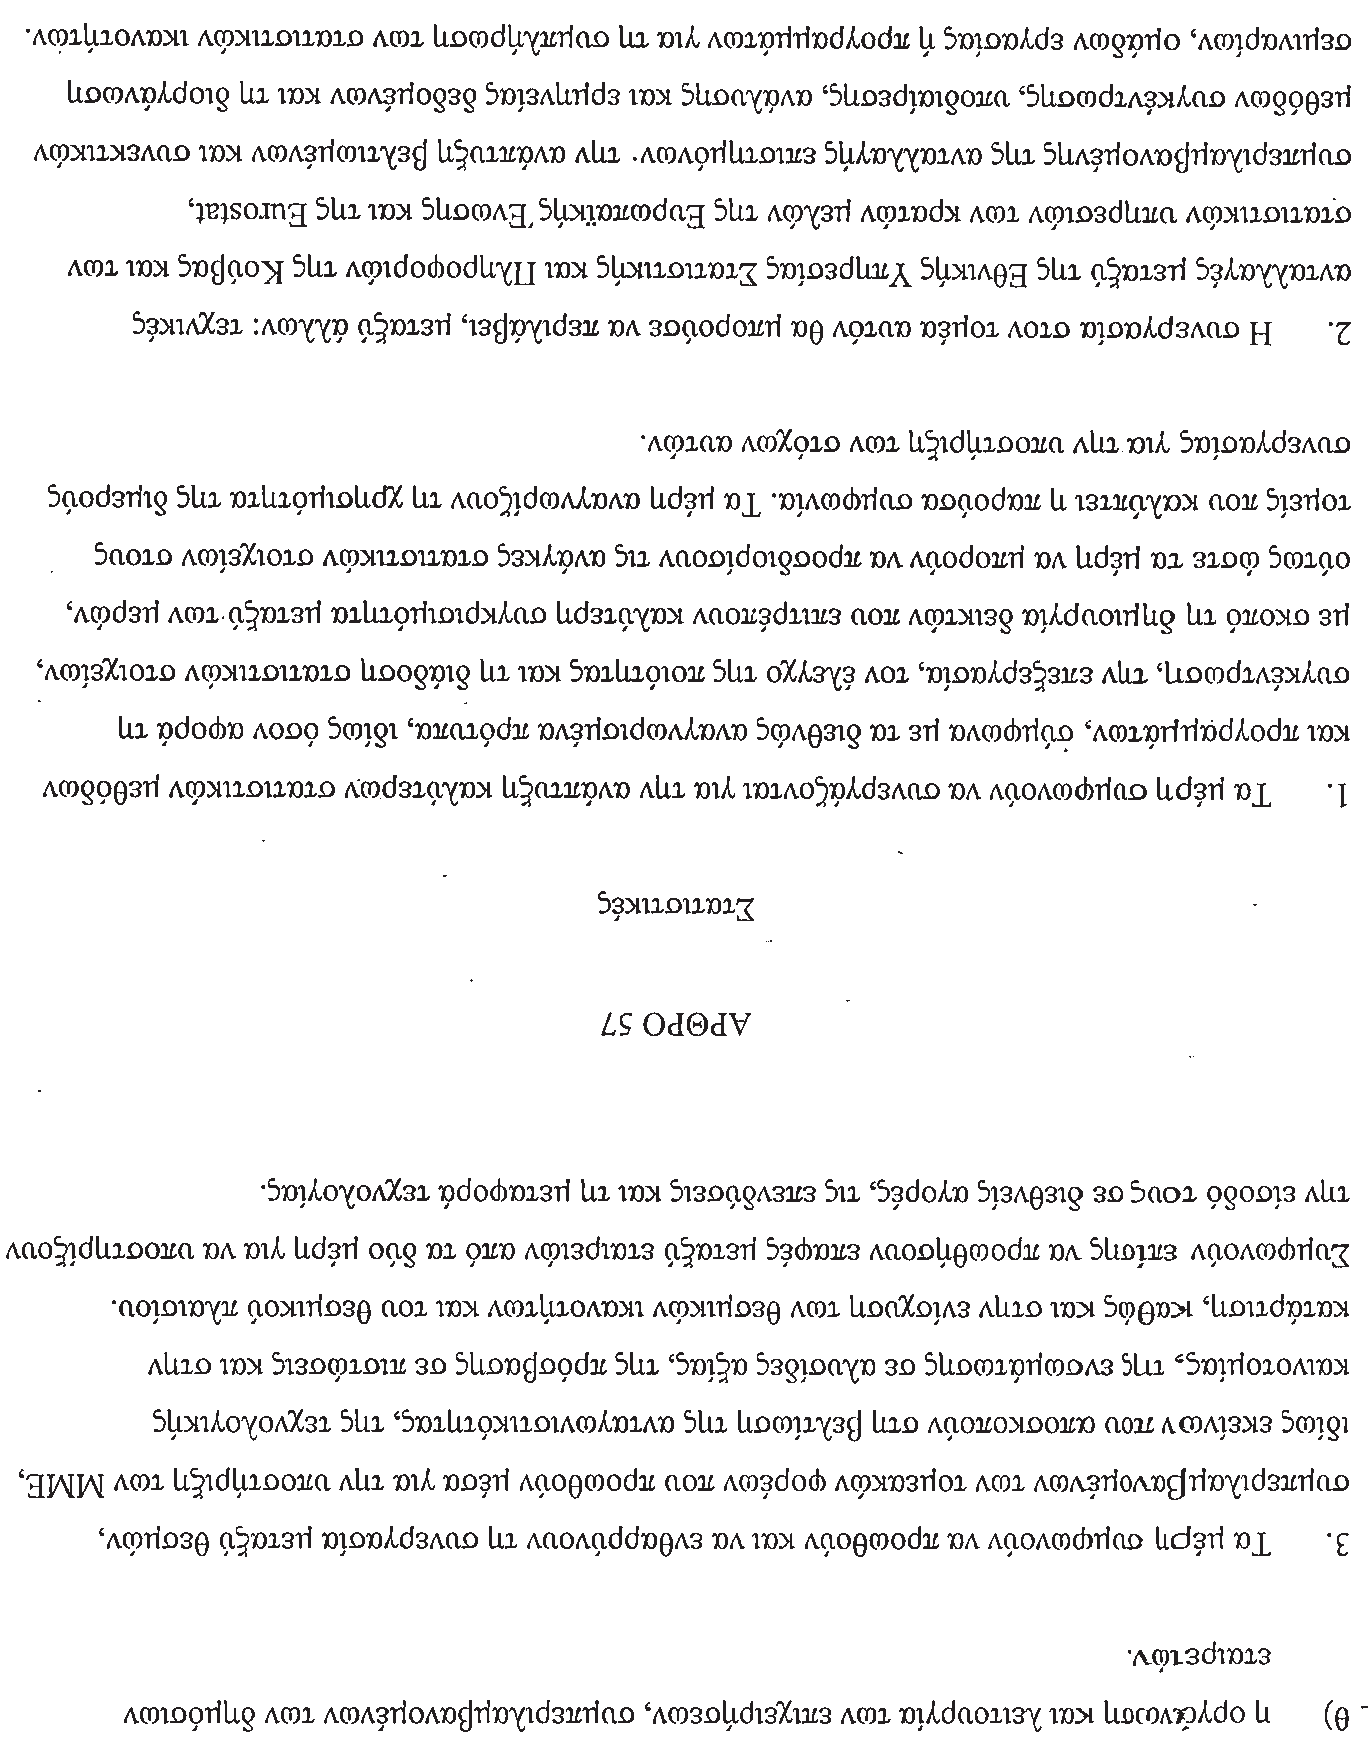 - θ) η οργάνωση και λειτουργία των επιχειρήσεων, συμπεριλαμβανομένων των δημόσιων
εταιρειών.
3. Τα μέρη συμφωνούν να προωθούν και να ενθαρρύνουν τη συνεργασία μεταξύ θεσμών,
συμπεριλαμβανομένων των τομεακών φορέων που προωθούν μέσα για την υποστήριξη των ΜΜΕ,
ιδίως εκείνων που αποσκοπούν στη βελτίωση της ανταγωνιστικότητας, της τεχνολογικής
καινοτομίας, της ενσωμάτωσης σε αλυσίδες αξίας, της πρόσβασης σε πιστώσεις και στην
κατάρτιση, καθώς και στην ενίσχυση των θεσμικών ικανοτήτων και του θεσμικού πλαισίου.
Συμφωνούν επίσης να προωθήσουν επαφές μεταξύ εταιρειών από τα δύο μέρη για να υποστηρίξουν
την είσοδό τους σε διεθνείς αγορές, τις επενδύσεις και τη μεταφορά τεχνολογίας.
ΑΡΘΡΟ 57
Στατιστικές
1. Τα μέρη συμφωνούν να συνεργάζονται για την ανάπτυξη καλύτερων στατιστικών μεθόδων
και προγραμμάτων, σύμφωνα με τα διεθνώς αναγνωρισμένα πρότυπα, ιδίως όσον αφορά τη
συγκέντρωση, την επεξεργασία, τον έλεγχο της ποιότητας και τη διάδοση στατιστικών στοιχείων,
με σκοπό τη δημιουργία δεικτών που επιτρέπουν καλύτερη συγκρισιμότητα μεταξύ των μερών,
ούτως ώστε τα μέρη να μπορούν να προσδιορίσουν τις ανάγκες στατιστικών στοιχείων στους
τομείς που καλύπτει η παρούσα συμφωνία. Τα μέρη αναγνωρίζουν τη χρησιμότητα της διμερούς
συνεργασίας για την υποστήριξη των στόχων αυτών.
2. Η συνεργασία στον τομέα αυτόν θα μπορούσε να περιλάβει, μεταξύ άλλων: τεχνικές
ανταλλαγές μεταξύ της Εθνικής Υπηρεσίας Στατιστικής και Πληροφοριών της Κούβας και των
στατιστικών υπηρεσιών των κρατών μελών της Ευρωπαϊκής Ένωσης και της Eurostat,
συμπεριλαμβανομένης της ανταλλαγής επιστημόνων· την ανάπτυξη βελτιωμένων και συνεκτικών
μεθόδων συγκέντρωσης, υποδιαίρεσης, ανάλυσης και ερμηνείας δεδομένων και τη διοργάνωση
σεμιναρίων, ομάδων εργασίας ή προγραμμάτων για τη συμπλήρωση των στατιστικών ικανοτήτων.